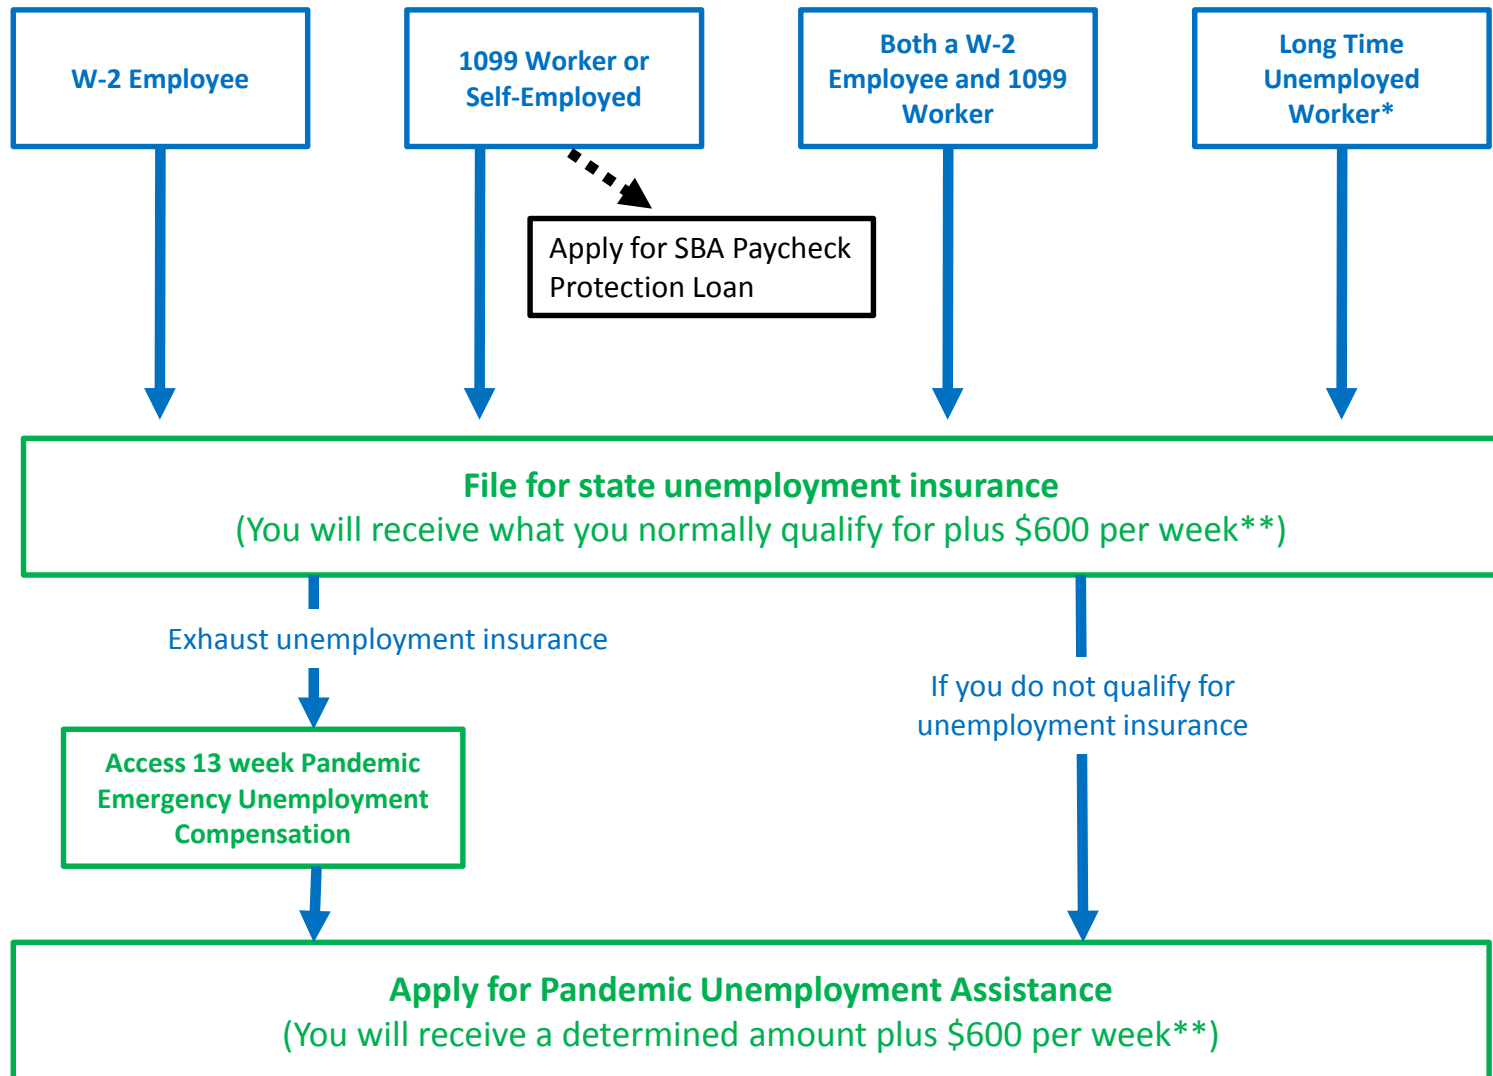 W-2 Employee
1099 Worker or
Self-Employed
Both a W-2
Employee and 1099
Worker
Long Time
Unemployed
Worker*
Apply for SBA Paycheck
Protection Loan
File for state unemployment insurance
(You will receive what you normally qualify for plus $600 per week**)
Exhaust unemployment insurance
If you do not qualify for
unemployment insurance
Access 13 week Pandemic
Emergency Unemployment
Compensation
Apply for Pandemic Unemployment Assistance
(You will receive a determined amount plus $600 per week**)